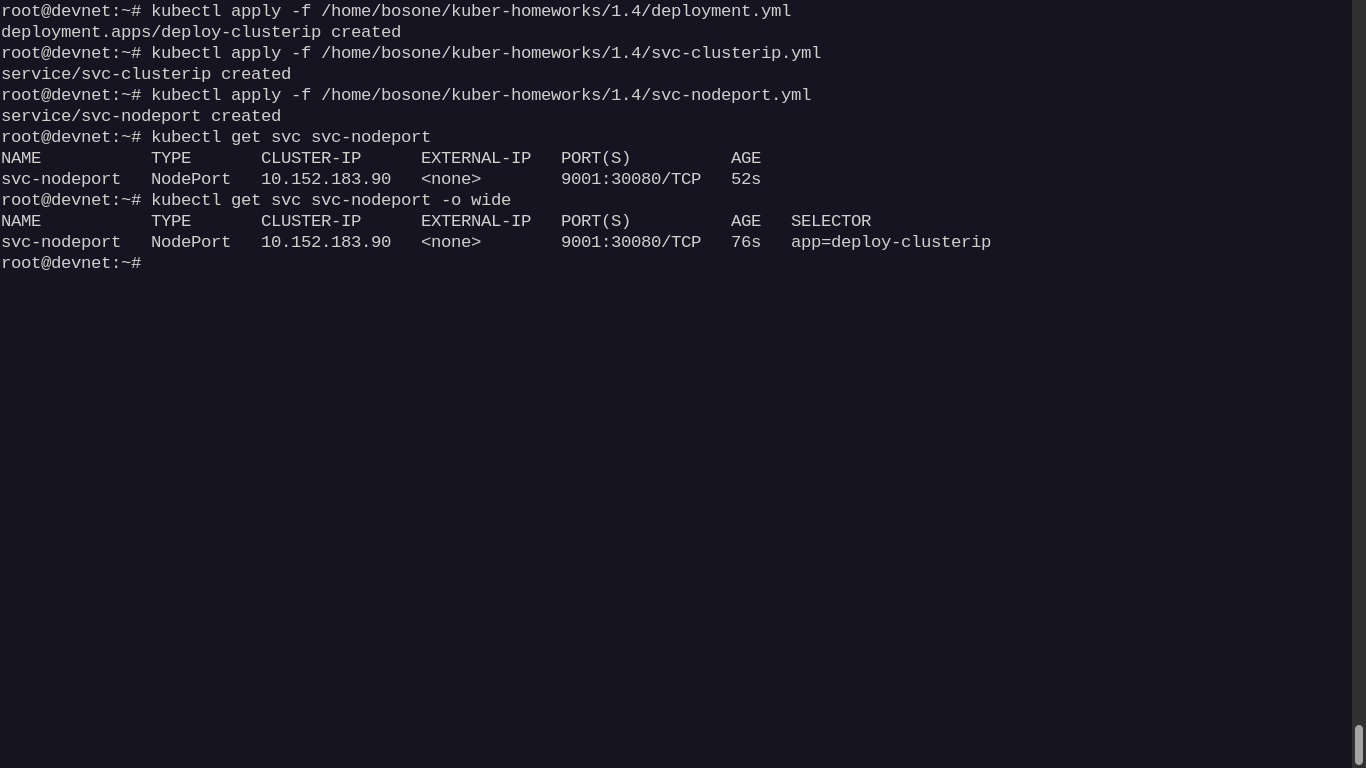 root@devnet:~# kubectl apply -f /home/bosone/kuber-homeworks/1.4/deployment.yml
deployment.apps/deploy-clusterip created
root@devnet:~# kubectl apply -f /home/bosone/kuber-homeworks/1.4/svc-clusterip.yml
service/svc-clusterip created
root@devnet:~# kubectl apply -f /home/bosone/kuber-homeworks/1.4/svc-nodeport.yml
service/svc-nodeport created
root@devnet:~# kubectl get svc svc-nodeport
NAME           TYPE       CLUSTER-IP      EXTERNAL-IP   PORT(S)          AGE
svc-nodeport   NodePort   10.152.183.90   <none>        9001:30080/TCP   52s
root@devnet:~# kubectl get svc svc-nodeport -o wide
NAME           TYPE       CLUSTER-IP      EXTERNAL-IP   PORT(S)          AGE   SELECTOR
svc-nodeport   NodePort   10.152.183.90   <none>        9001:30080/TCP   76s   app=deploy-clusterip
root@devnet:~#